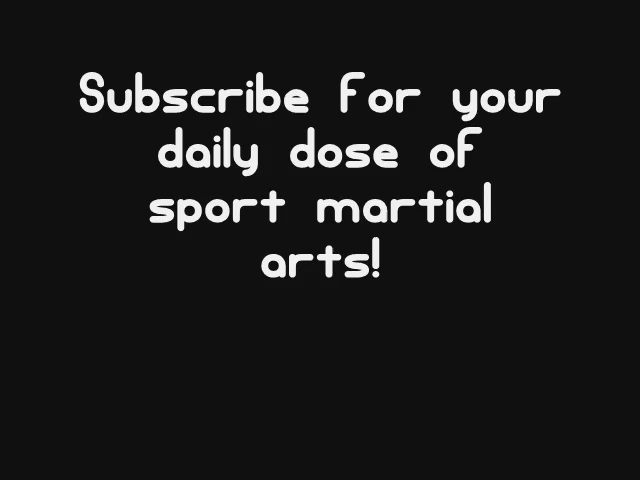 Subscribe for your
daily dose of
sport martial
arts!